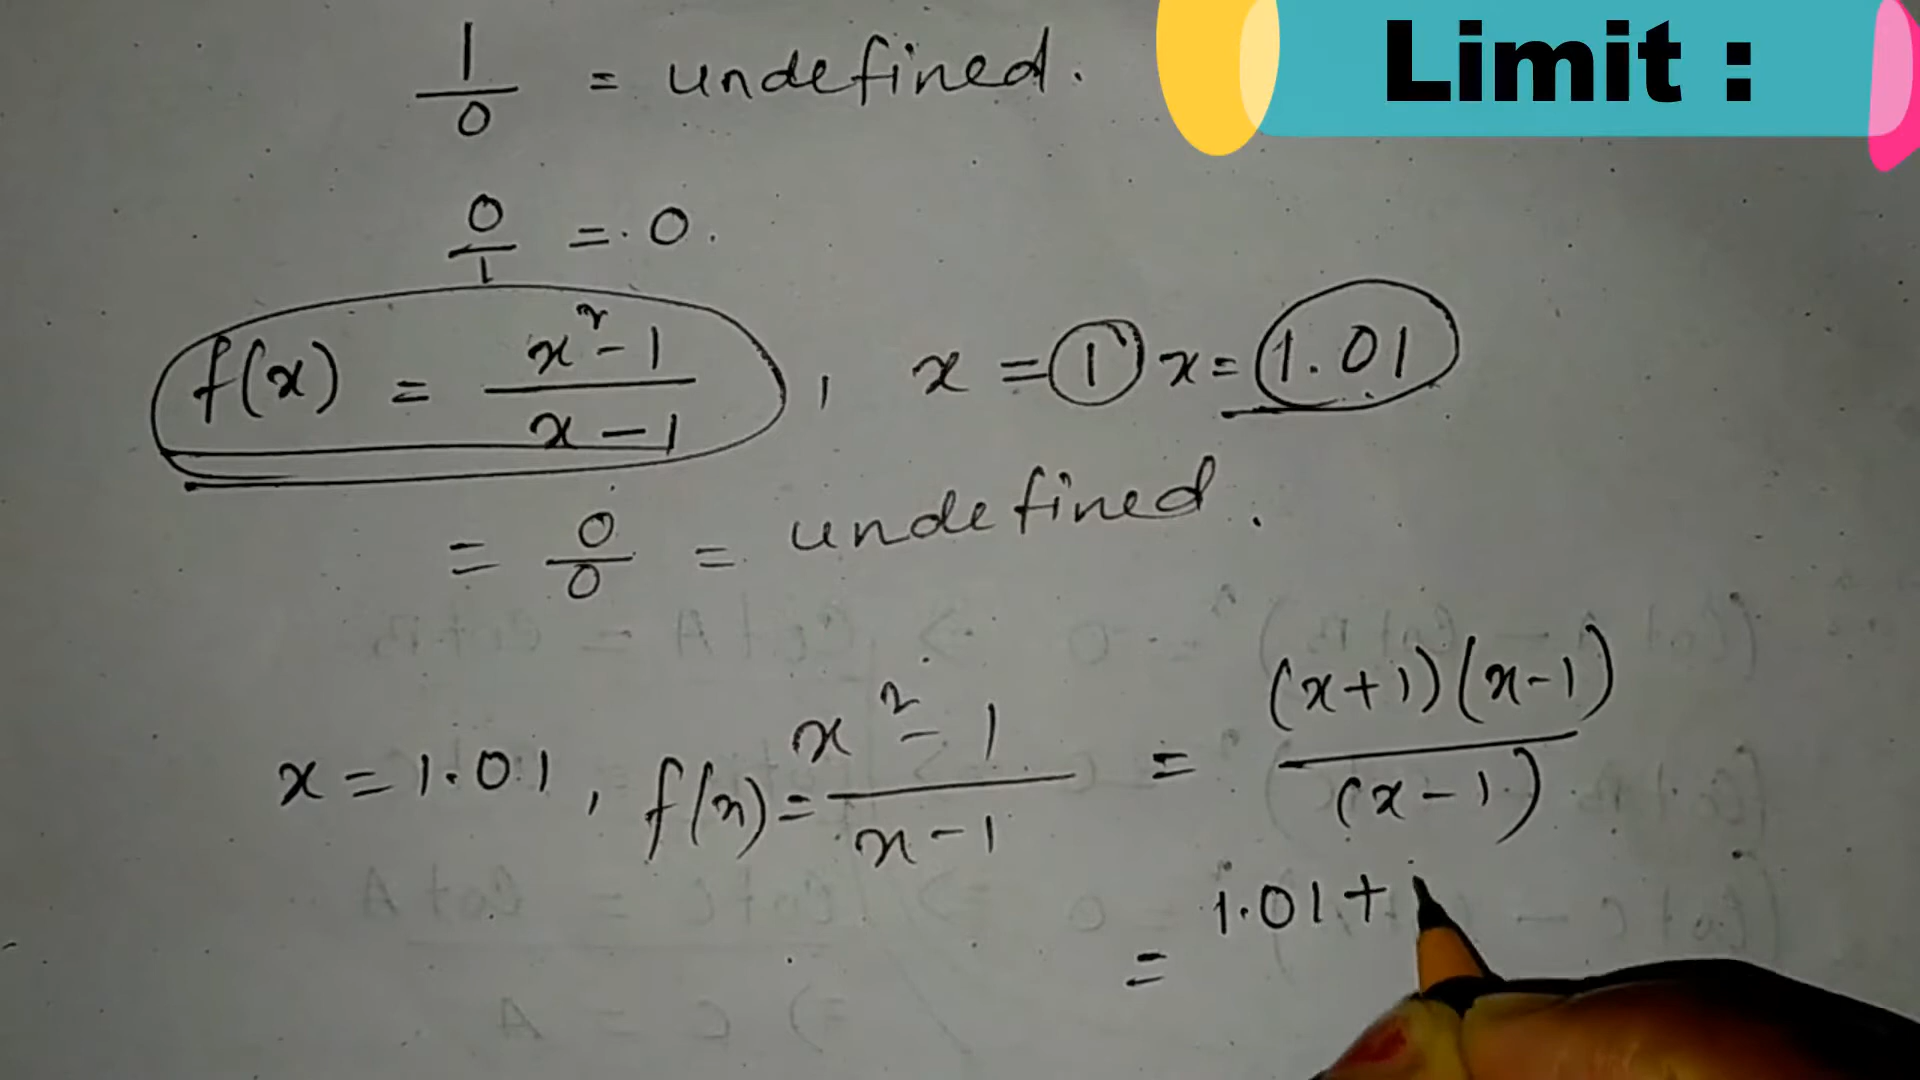 Limit :
1/0 = undefined.
0/1 = 0.
f(x) = x²-1/x-1, x = 1 x = 1.01
= 0/0 = undefined.
x = 1.01, f(x) = x²-1/x-1 = (x+1)(x-1)/(x-1)
= 1.01 +